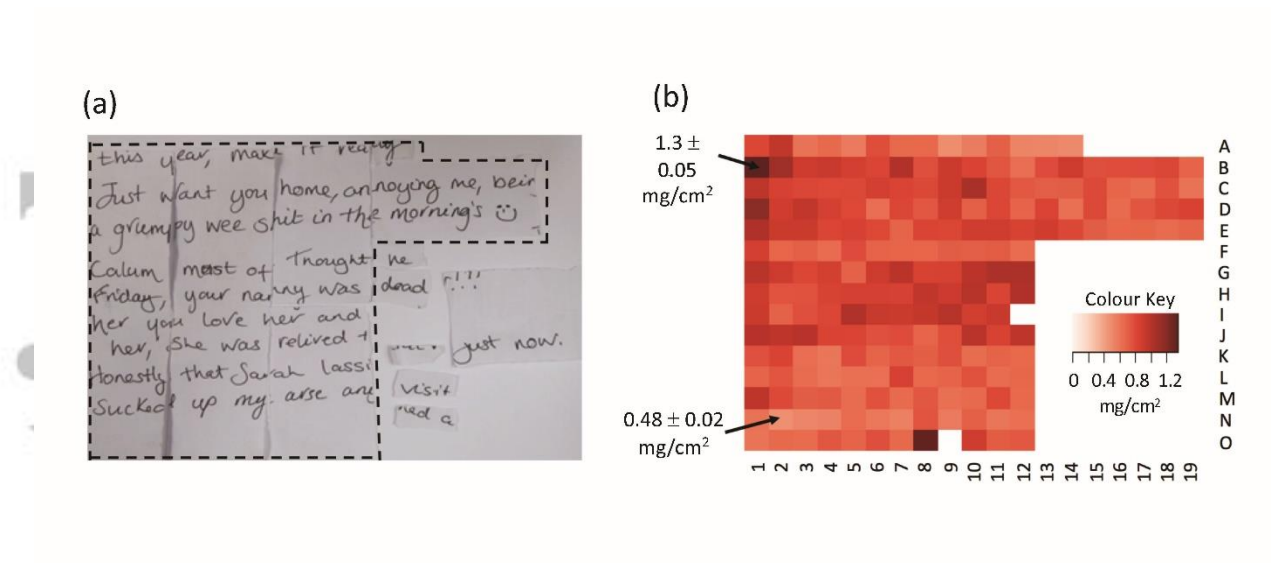 (a)
this year, make it really
Just want you home, annoying me, bein
a grumpy wee shit in the morning's
Calum most of Thought he
Friday, your nanny was dead !!!
her you love her and
her, She was relived +
just now.
Honestly that Sarah Lassi
Visit
Sucked up my arse and
ned a
(b)
1.3 ±
0.05
mg/cm²
0.48 ± 0.02
mg/cm²
A
B
C
D
E
F
G
H
I
J
K
L
M
N
O
1 2 3 4 5 6 7 8 9 10 11 12 13 14 15 16 17 18 19
Colour Key
0 0.4 0.8 1.2
mg/cm²